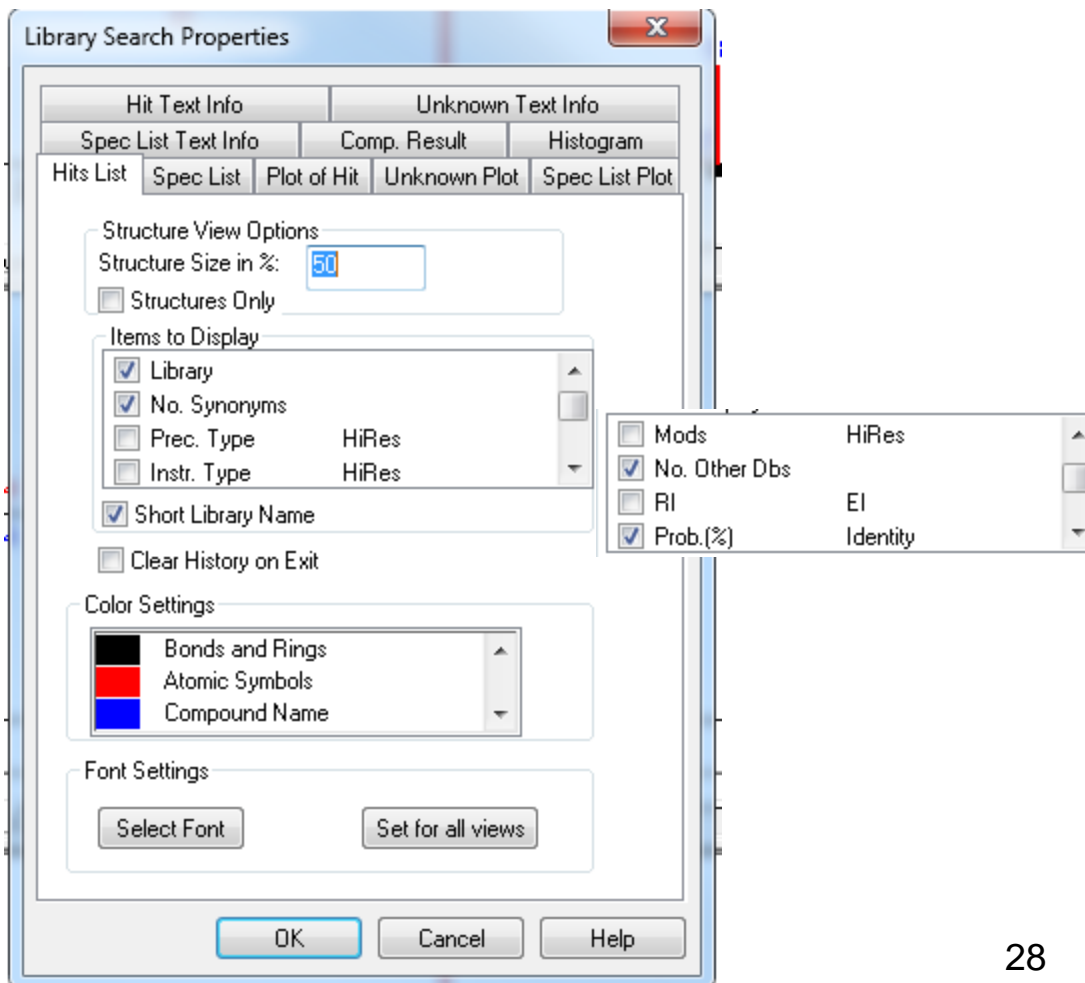 Library Search Properties
Hit Text Info Unknown Text Info
Spec List Text Info Comp. Result Histogram
Hits List Spec List Plot of Hit Unknown Plot Spec List Plot
Structure View Options
Structure Size in %: 50
Structures Only
Items to Display
Library
No. Synonyms
Prec. Type HiRes
Instr. Type HiRes
Short Library Name
Clear History on Exit
Mods HiRes
No. Other Dbs
RI EI
Prob.(%) Identity
Color Settings
Bonds and Rings
Atomic Symbols
Compound Name
Font Settings
Select Font Set for all views
OK Cancel Help
28